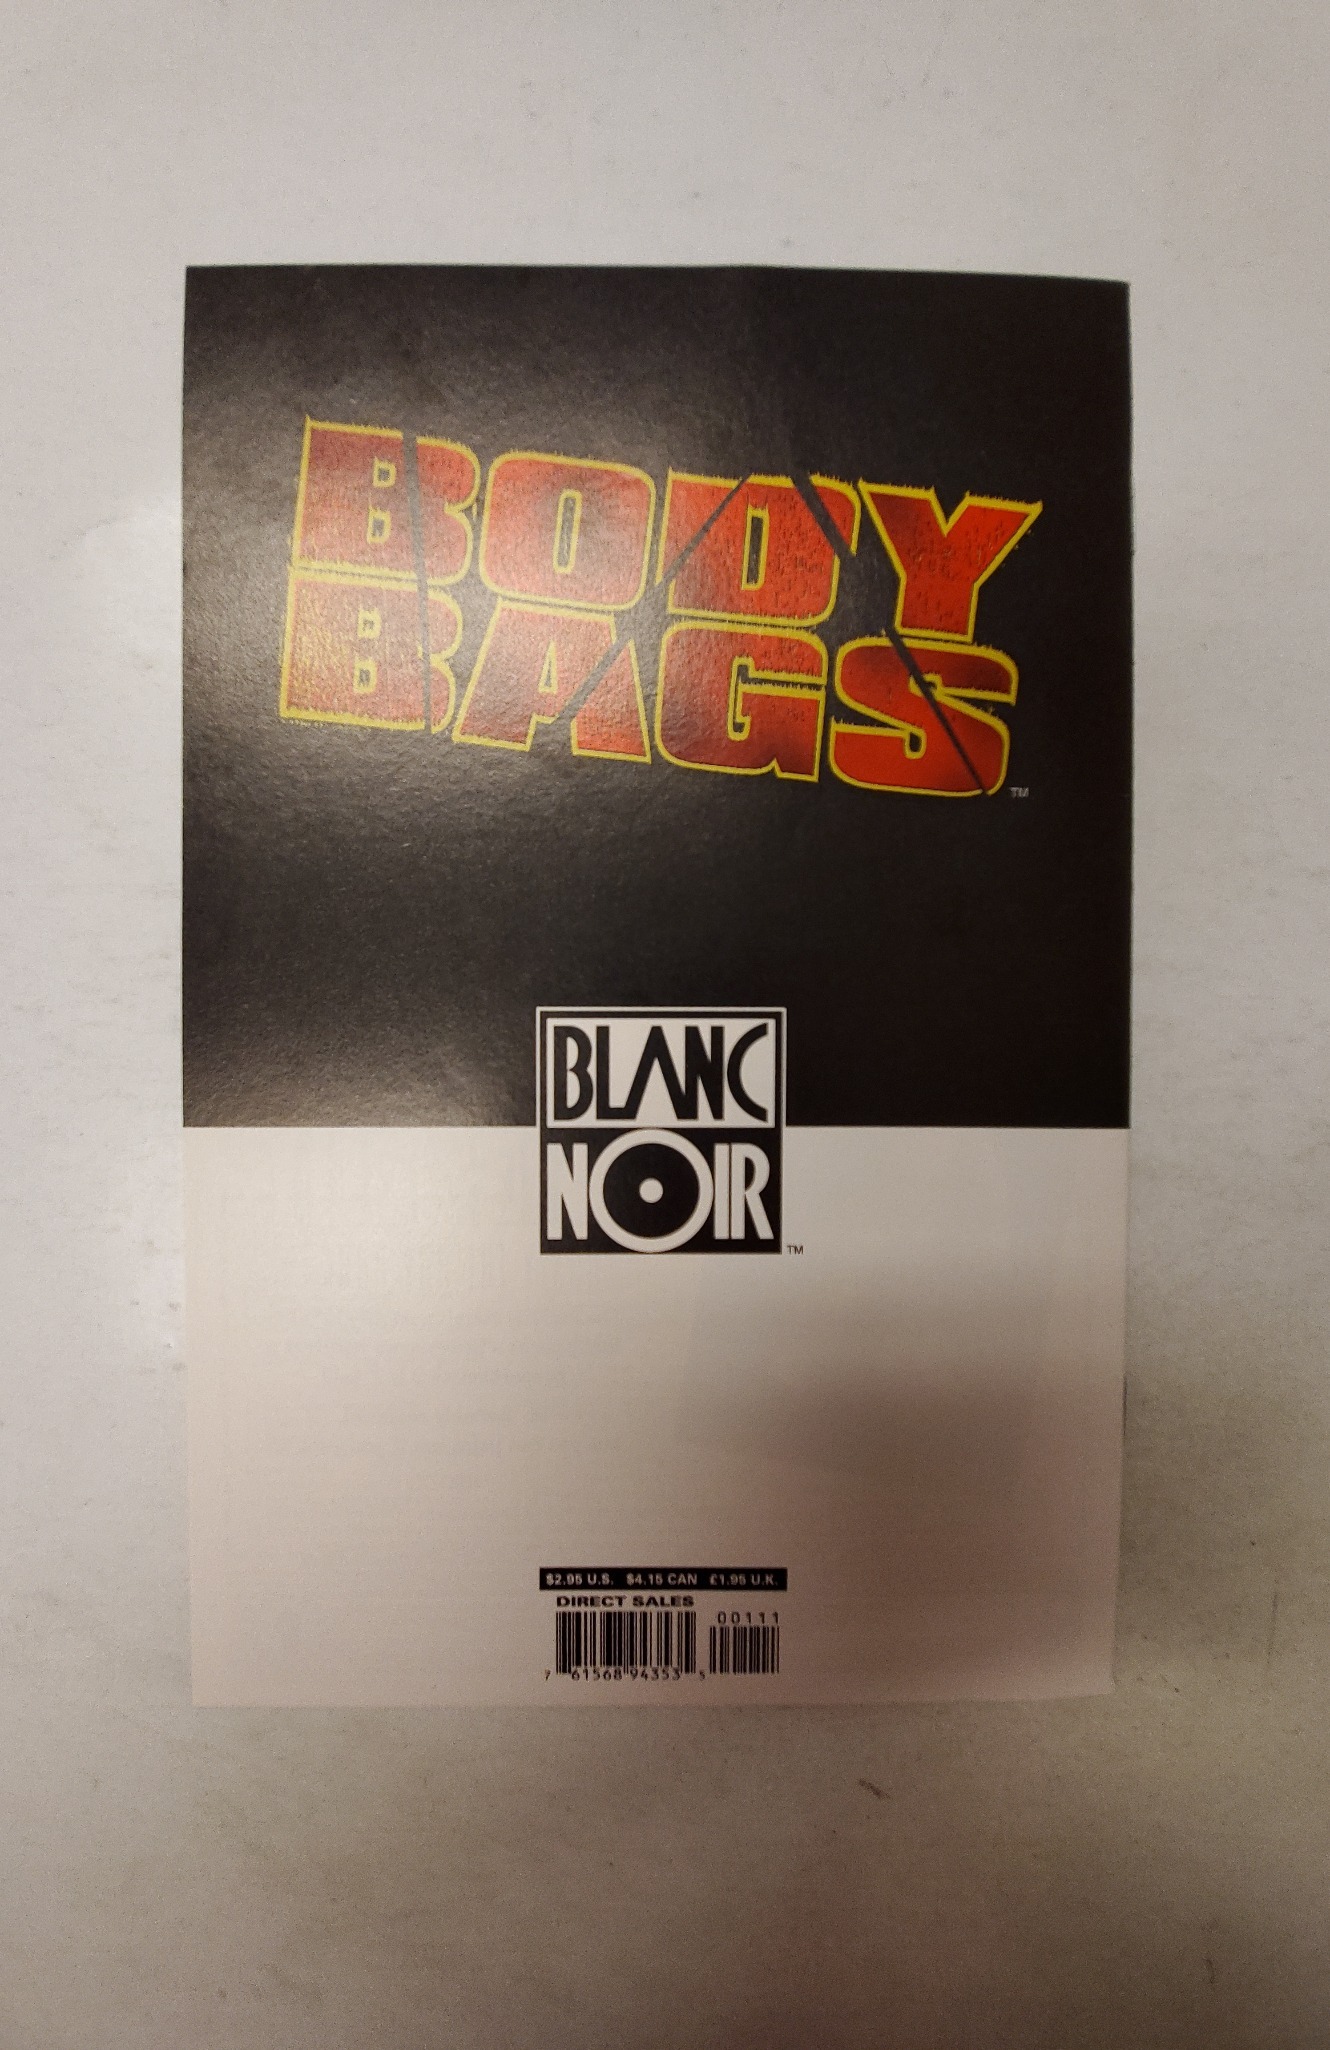 BODY
BAGS
TM
BLANC
NOIR
TM
$2.95 U.S. $4.15 CAN £1.95 U.K.
DIRECT SALES
00111
7 61568 94353 5